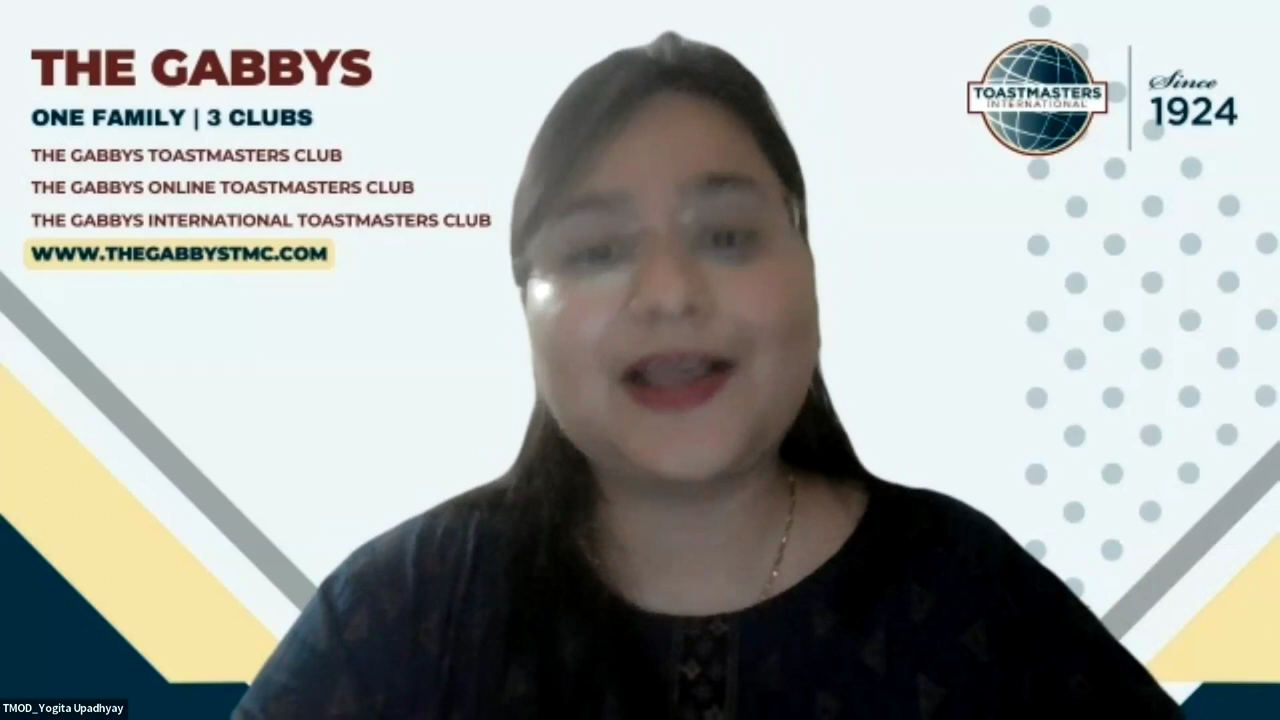 THE GABBYS
ONE FAMILY | 3 CLUBS
THE GABBYS TOASTMASTERS CLUB
THE GABBYS ONLINE TOASTMASTERS CLUB
THE GABBYS INTERNATIONAL TOASTMASTERS CLUB
WWW.THEGABBYSTMC.COM
TOASTMASTERS
INTERNATIONAL
Since
1924
TMOD_Yogita Upadhyay